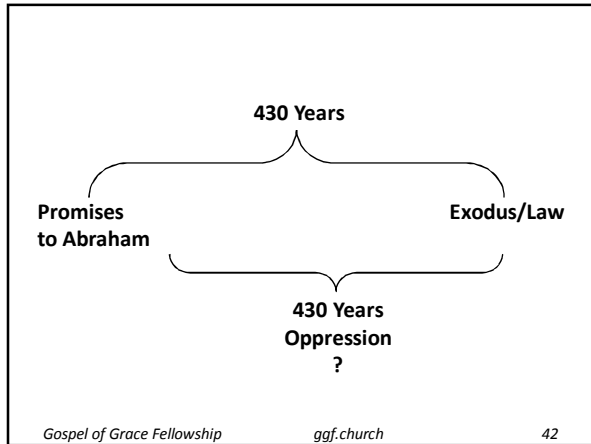 430 Years
Promises
to Abraham
Exodus/Law
430 Years
Oppression
?
Gospel of Grace Fellowship ggf.church 42